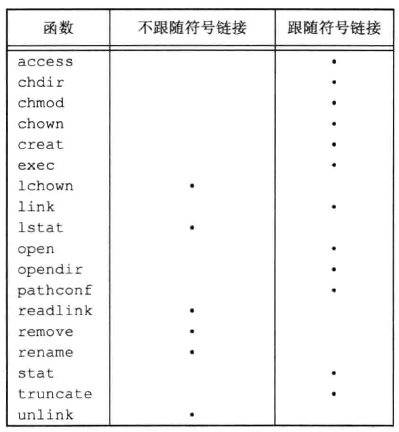 函数 不跟随符号链接 跟随符号链接
access •
chdir •
chmod •
chown •
creat •
exec •
lchown •
link •
lstat •
open •
opendir •
pathconf •
readlink •
remove •
rename •
stat •
truncate •
unlink •